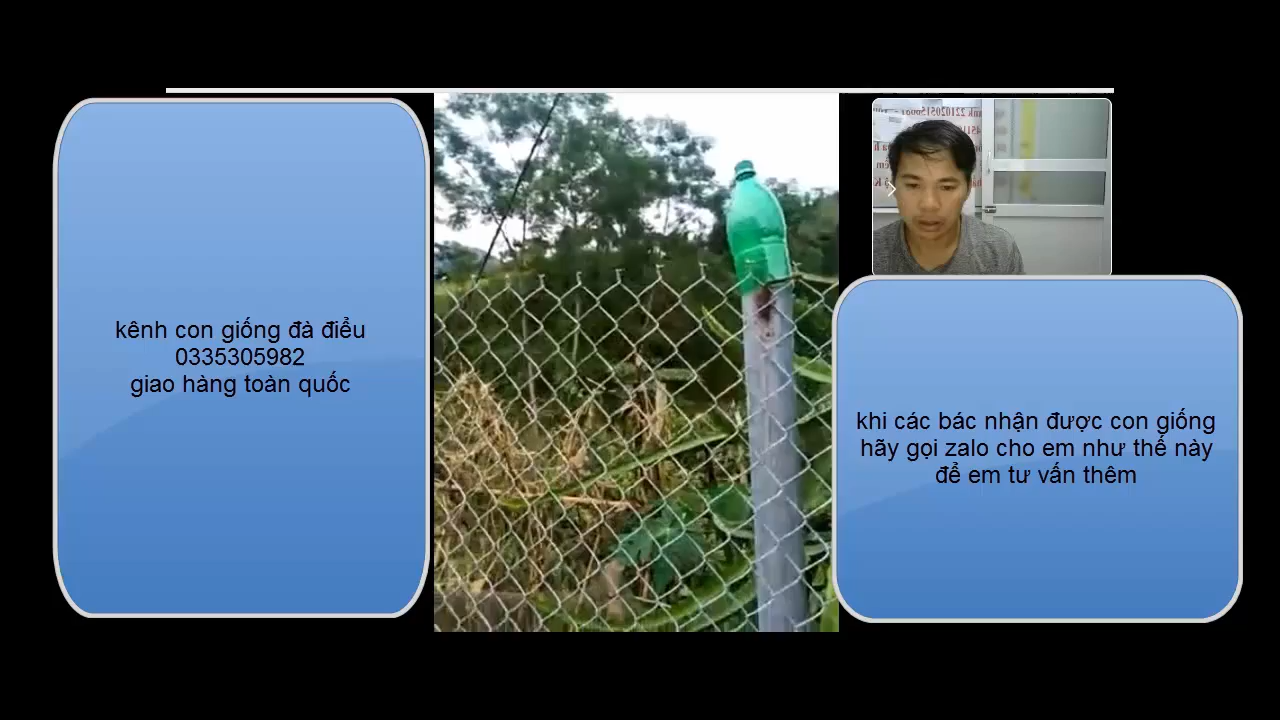 kênh con giống đà điểu
0335305982
giao hàng toàn quốc
khi các bác nhận được con giống
hãy gọi zalo cho em như thế này
để em tư vấn thêm